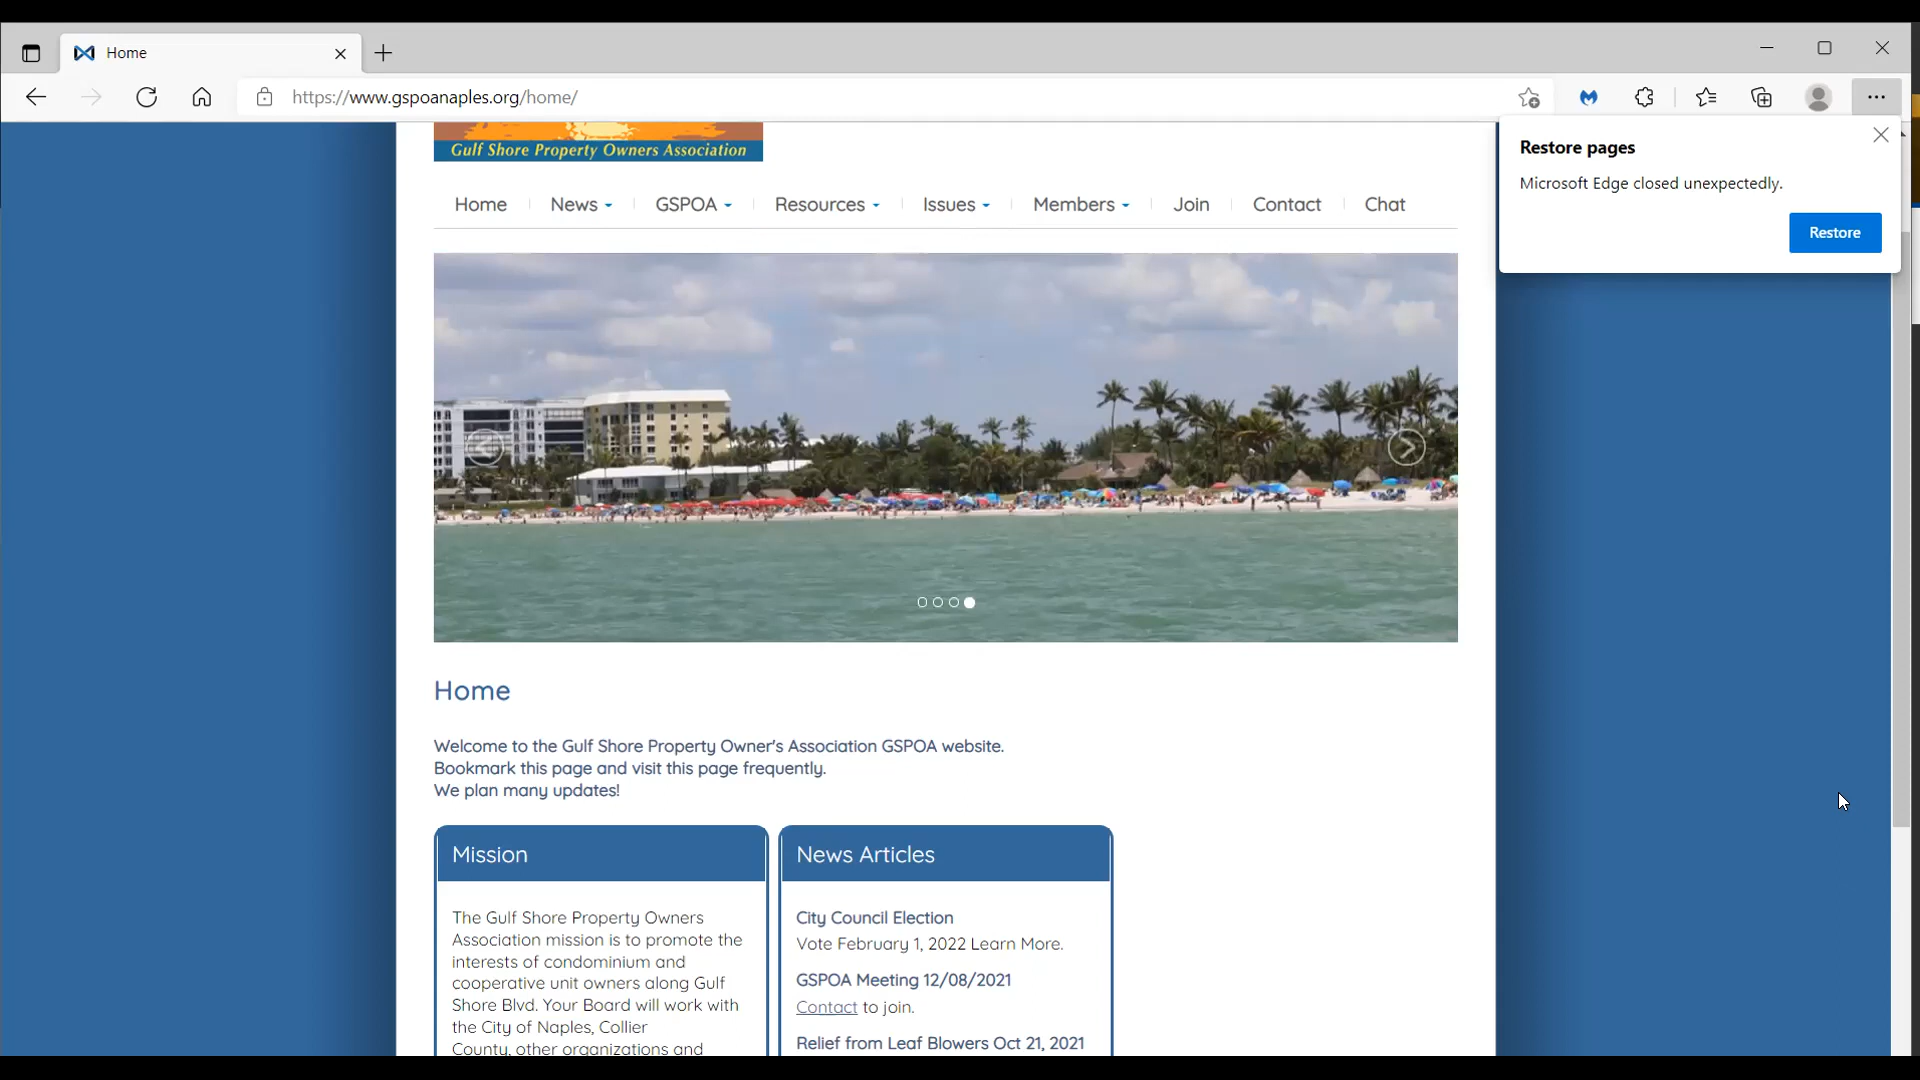 Home
https://www.gspoanaples.org/home/
Restore pages
Microsoft Edge closed unexpectedly.
Restore
Gulf Shore Property Owners Association
Home
News
GSPOA
Resources
Issues
Members
Join
Contact
Chat
Home
Welcome to the Gulf Shore Property Owner's Association GSPOA website.
Bookmark this page and visit this page frequently.
We plan many updates!
Mission
The Gulf Shore Property Owners
Association mission is to promote the
interests of condominium and
cooperative unit owners along Gulf
Shore Blvd. Your Board will work with
the City of Naples, Collier
County, other organizations and
News Articles
City Council Election
Vote February 1, 2022 Learn More.
GSPOA Meeting 12/08/2021
Contact to join.
Relief from Leaf Blowers Oct 21, 2021